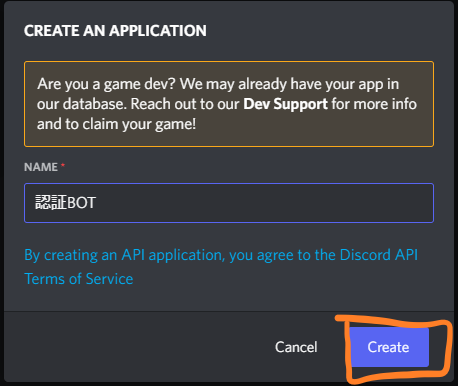 CREATE AN APPLICATION
Are you a game dev? We may already have your app in
our database. Reach out to our Dev Support for more info
and to claim your game!
NAME *
認証BOT
By creating an API application, you agree to the Discord API
Terms of Service
Cancel
Create